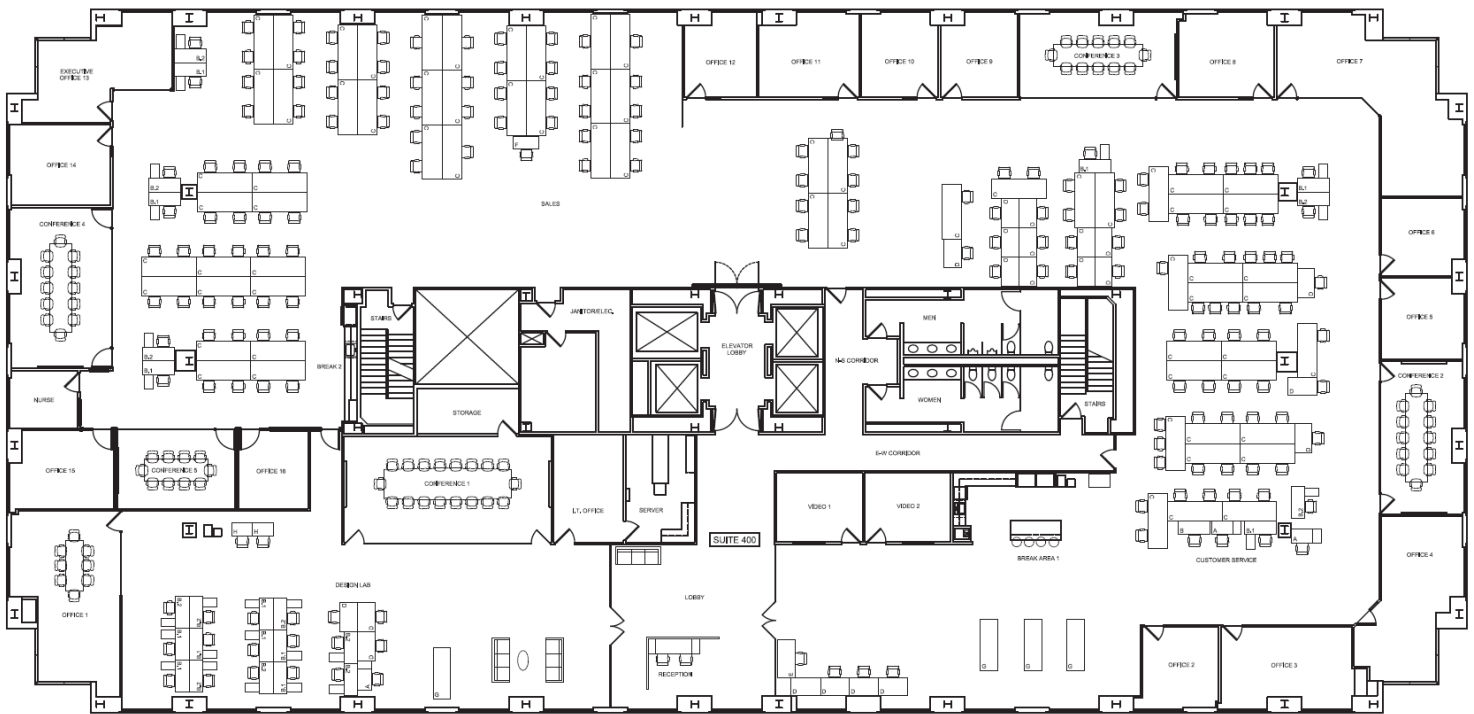 EXECUTIVE
OFFICE 13
OFFICE 12
OFFICE 11
OFFICE 10
OFFICE 9
CONFERENCE 3
OFFICE 8
OFFICE 7
OFFICE 14
SALES
OFFICE 6
CONFERENCE 4
STAIRS
JANITOR/ELEC.
MEN
OFFICE 5
ELEVATOR
LOBBY
N-S CORRIDOR
BREAK 2
CONFERENCE 2
NURSE
STORAGE
WOMEN
STAIRS
E-W CORRIDOR
OFFICE 15
CONFERENCE 5
OFFICE 16
CONFERENCE 1
I.T. OFFICE
SERVER
VIDEO 1
VIDEO 2
SUITE 400
BREAK AREA 1
CUSTOMER SERVICE
OFFICE 4
DESIGN LAB
LOBBY
OFFICE 1
RECEPTION
OFFICE 2
OFFICE 3